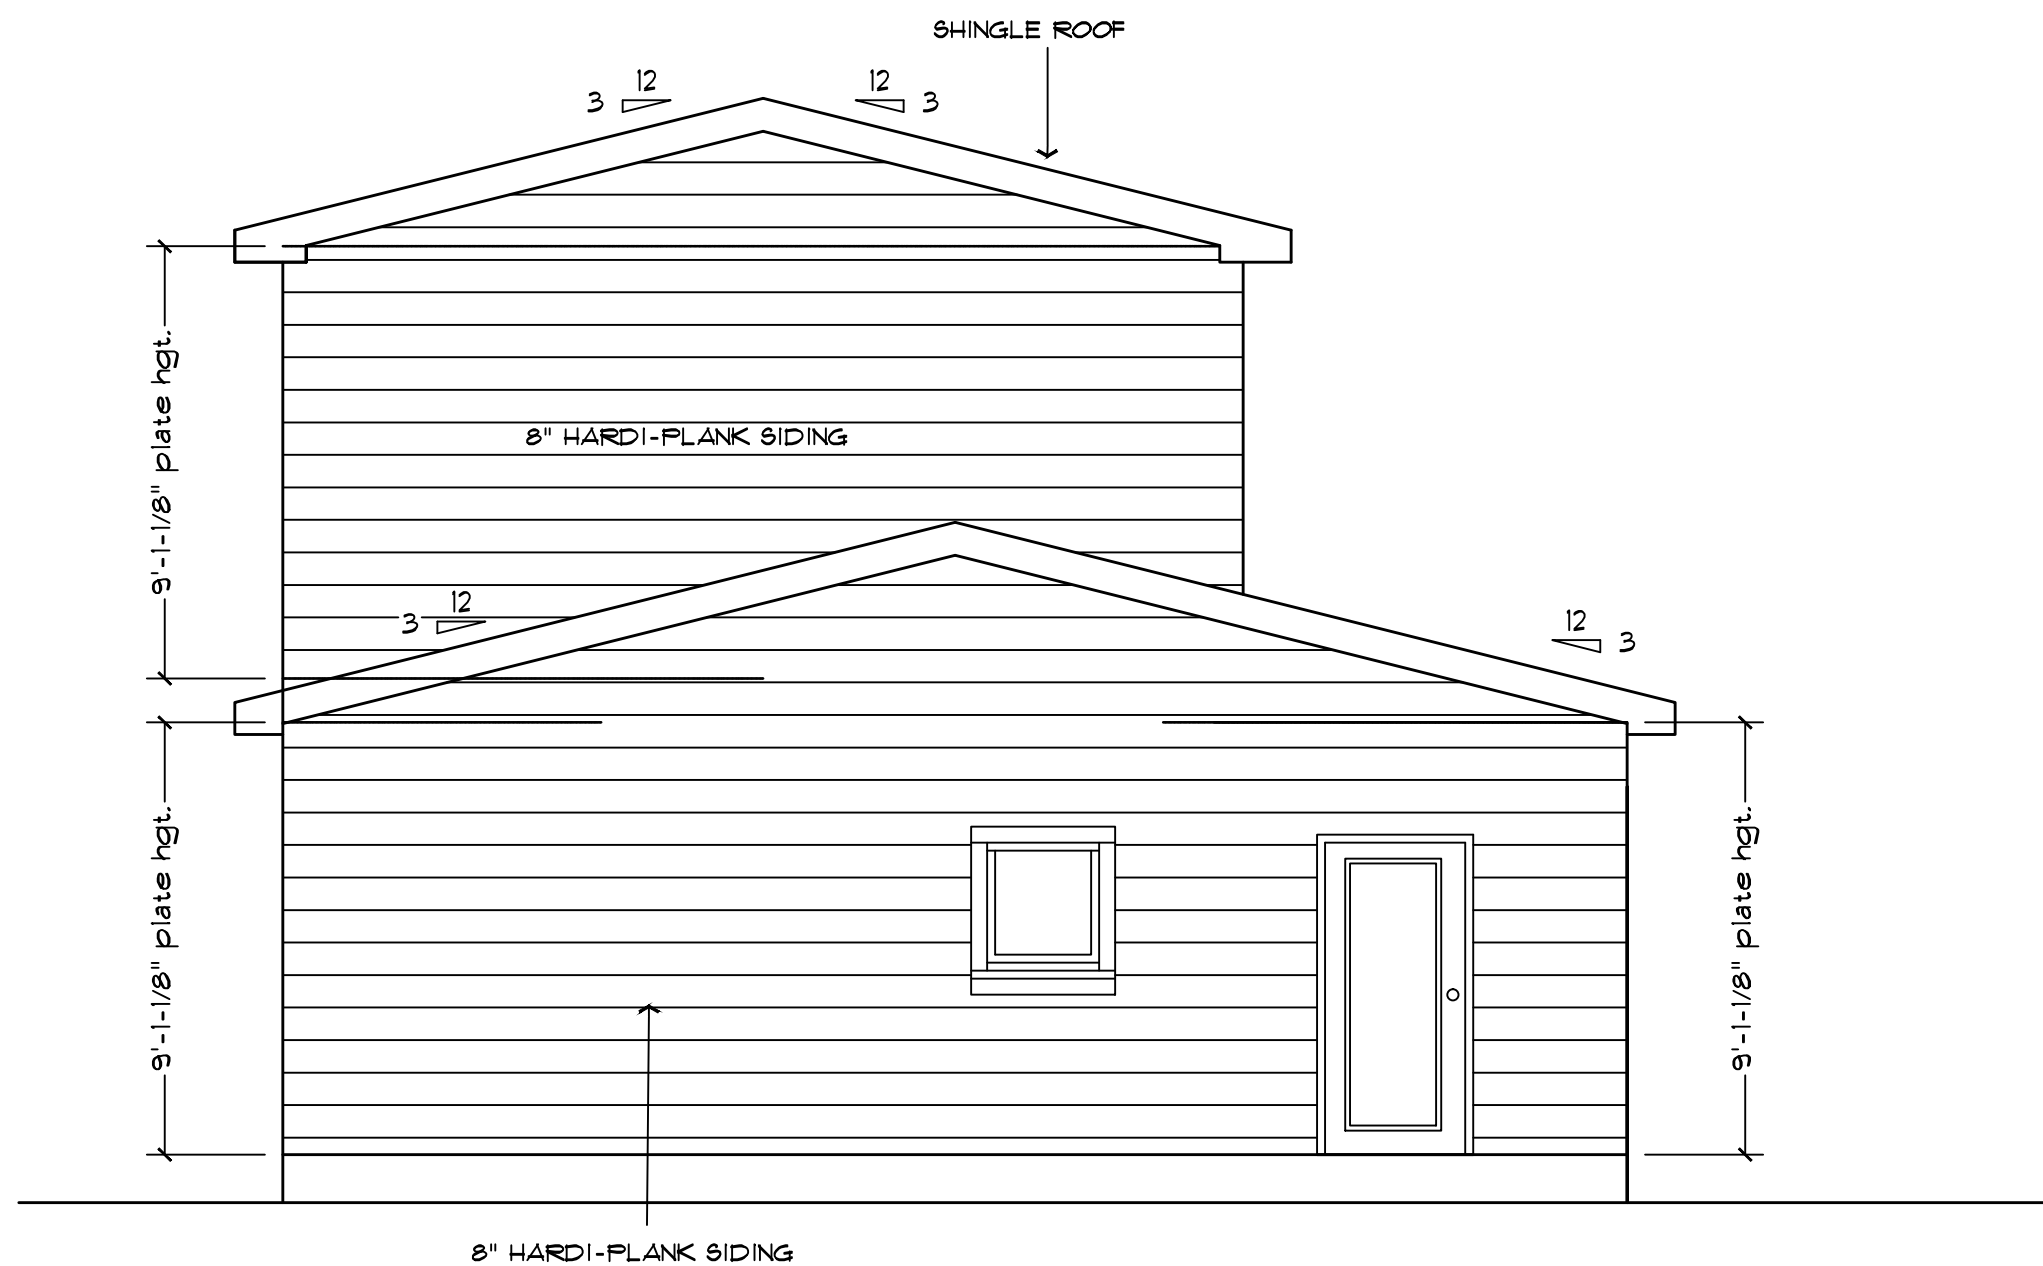 SHINGLE ROOF
12
3
12
3
9'-1-1/8" plate hgt.
8" HARDI-PLANK SIDING
12
3
12
3
9'-1-1/8" plate hgt.
9'-1-1/8" plate hgt.
8" HARDI-PLANK SIDING